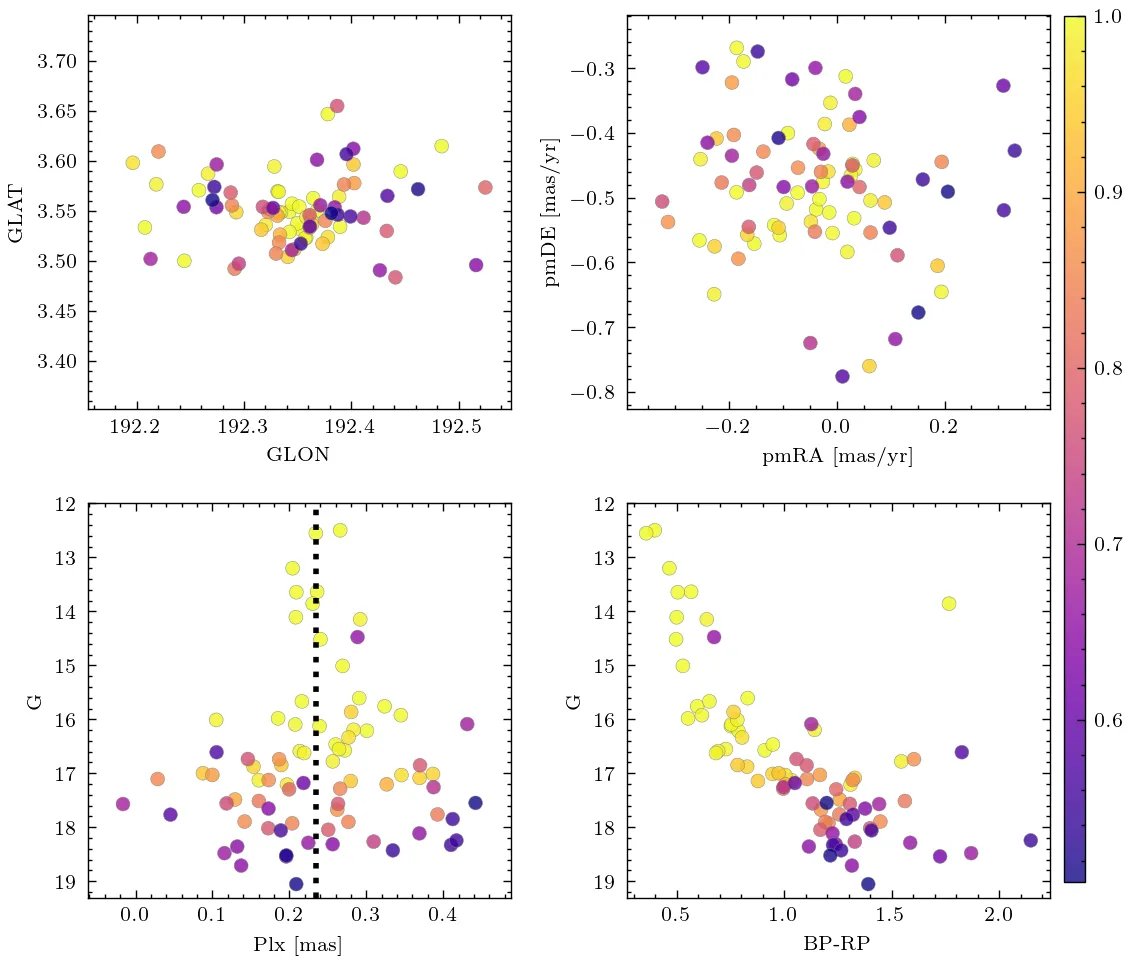 3.70
3.65
3.60
3.55
3.50
3.45
3.40
GLAT
192.2 192.3 192.4 192.5
GLON
−0.3
−0.4
−0.5
−0.6
−0.7
−0.8
pmDE [mas/yr]
−0.2 0.0 0.2
pmRA [mas/yr]
1.0
0.9
0.8
0.7
0.6
12
13
14
15
16
17
18
19
G
0.0 0.1 0.2 0.3 0.4
Plx [mas]
12
13
14
15
16
17
18
19
G
0.5 1.0 1.5 2.0
BP-RP